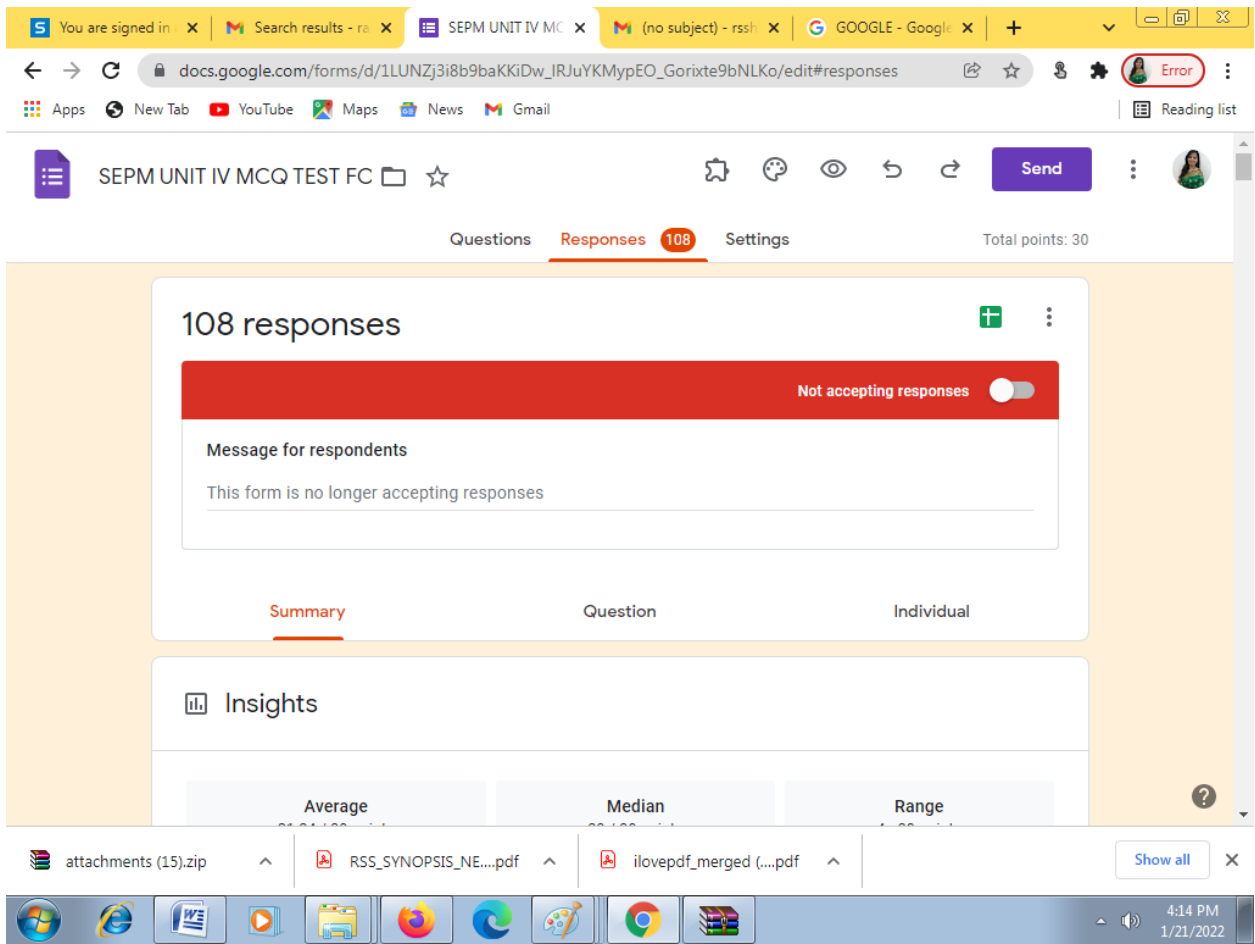 You are signed in
Search results - ra
SEPM UNIT IV MC
(no subject) - rssh
GOOGLE - Google
docs.google.com/forms/d/1LUNZj3i8b9baKKiDw_IRJuYKMypEO_Gorixte9bNLKo/edit#responses
Error
Apps New Tab YouTube Maps News Gmail
Reading list
SEPM UNIT IV MCQ TEST FC
Send
Questions Responses 108 Settings
Total points: 30
108 responses
Not accepting responses
Message for respondents
This form is no longer accepting responses
Summary Question Individual
Insights
Average Median Range
attachments (15).zip
RSS_SYNOPSIS_NE....pdf
ilovepdf_merged (....pdf
Show all
4:14 PM
1/21/2022